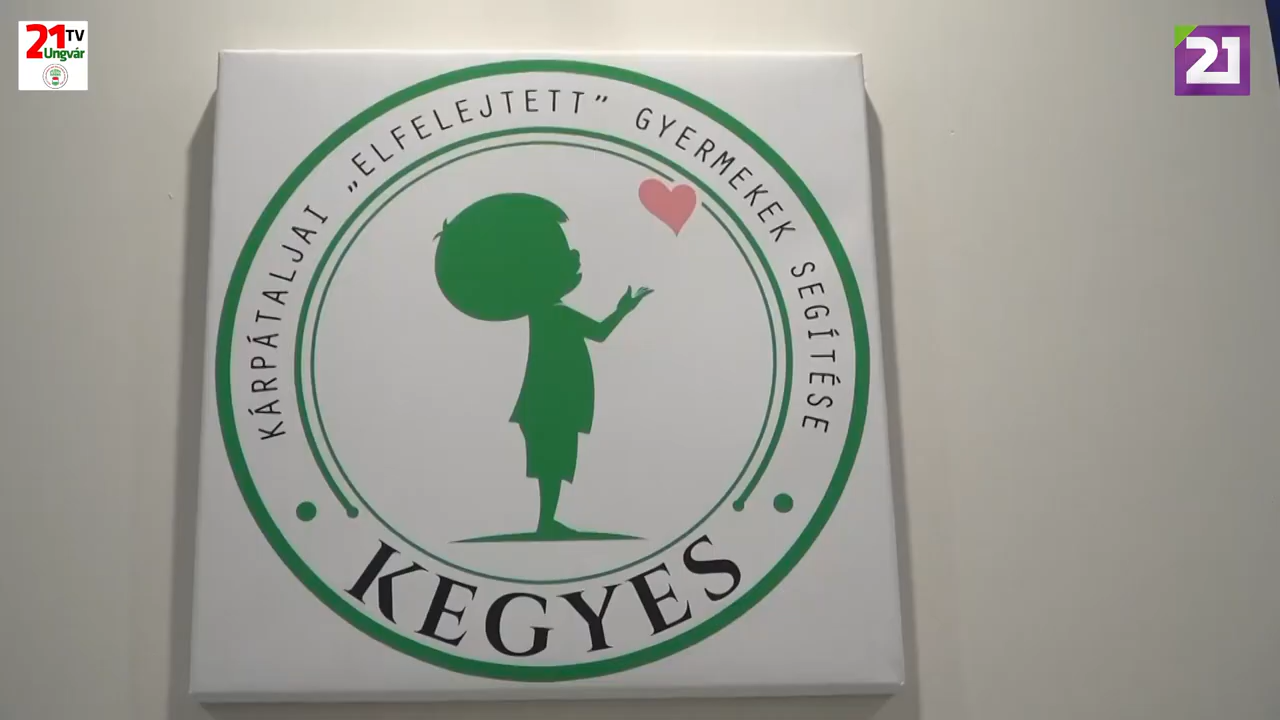 21 TV
Ungvár
21
KÁRPÁTALJAI „ELFELEJTETT” GYERMEKEK SEGÍTÉSE
KEGYES